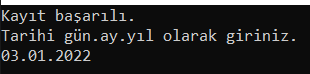 Kayıt başarılı.
Tarihi gün.ay.yıl olarak giriniz.
03.01.2022